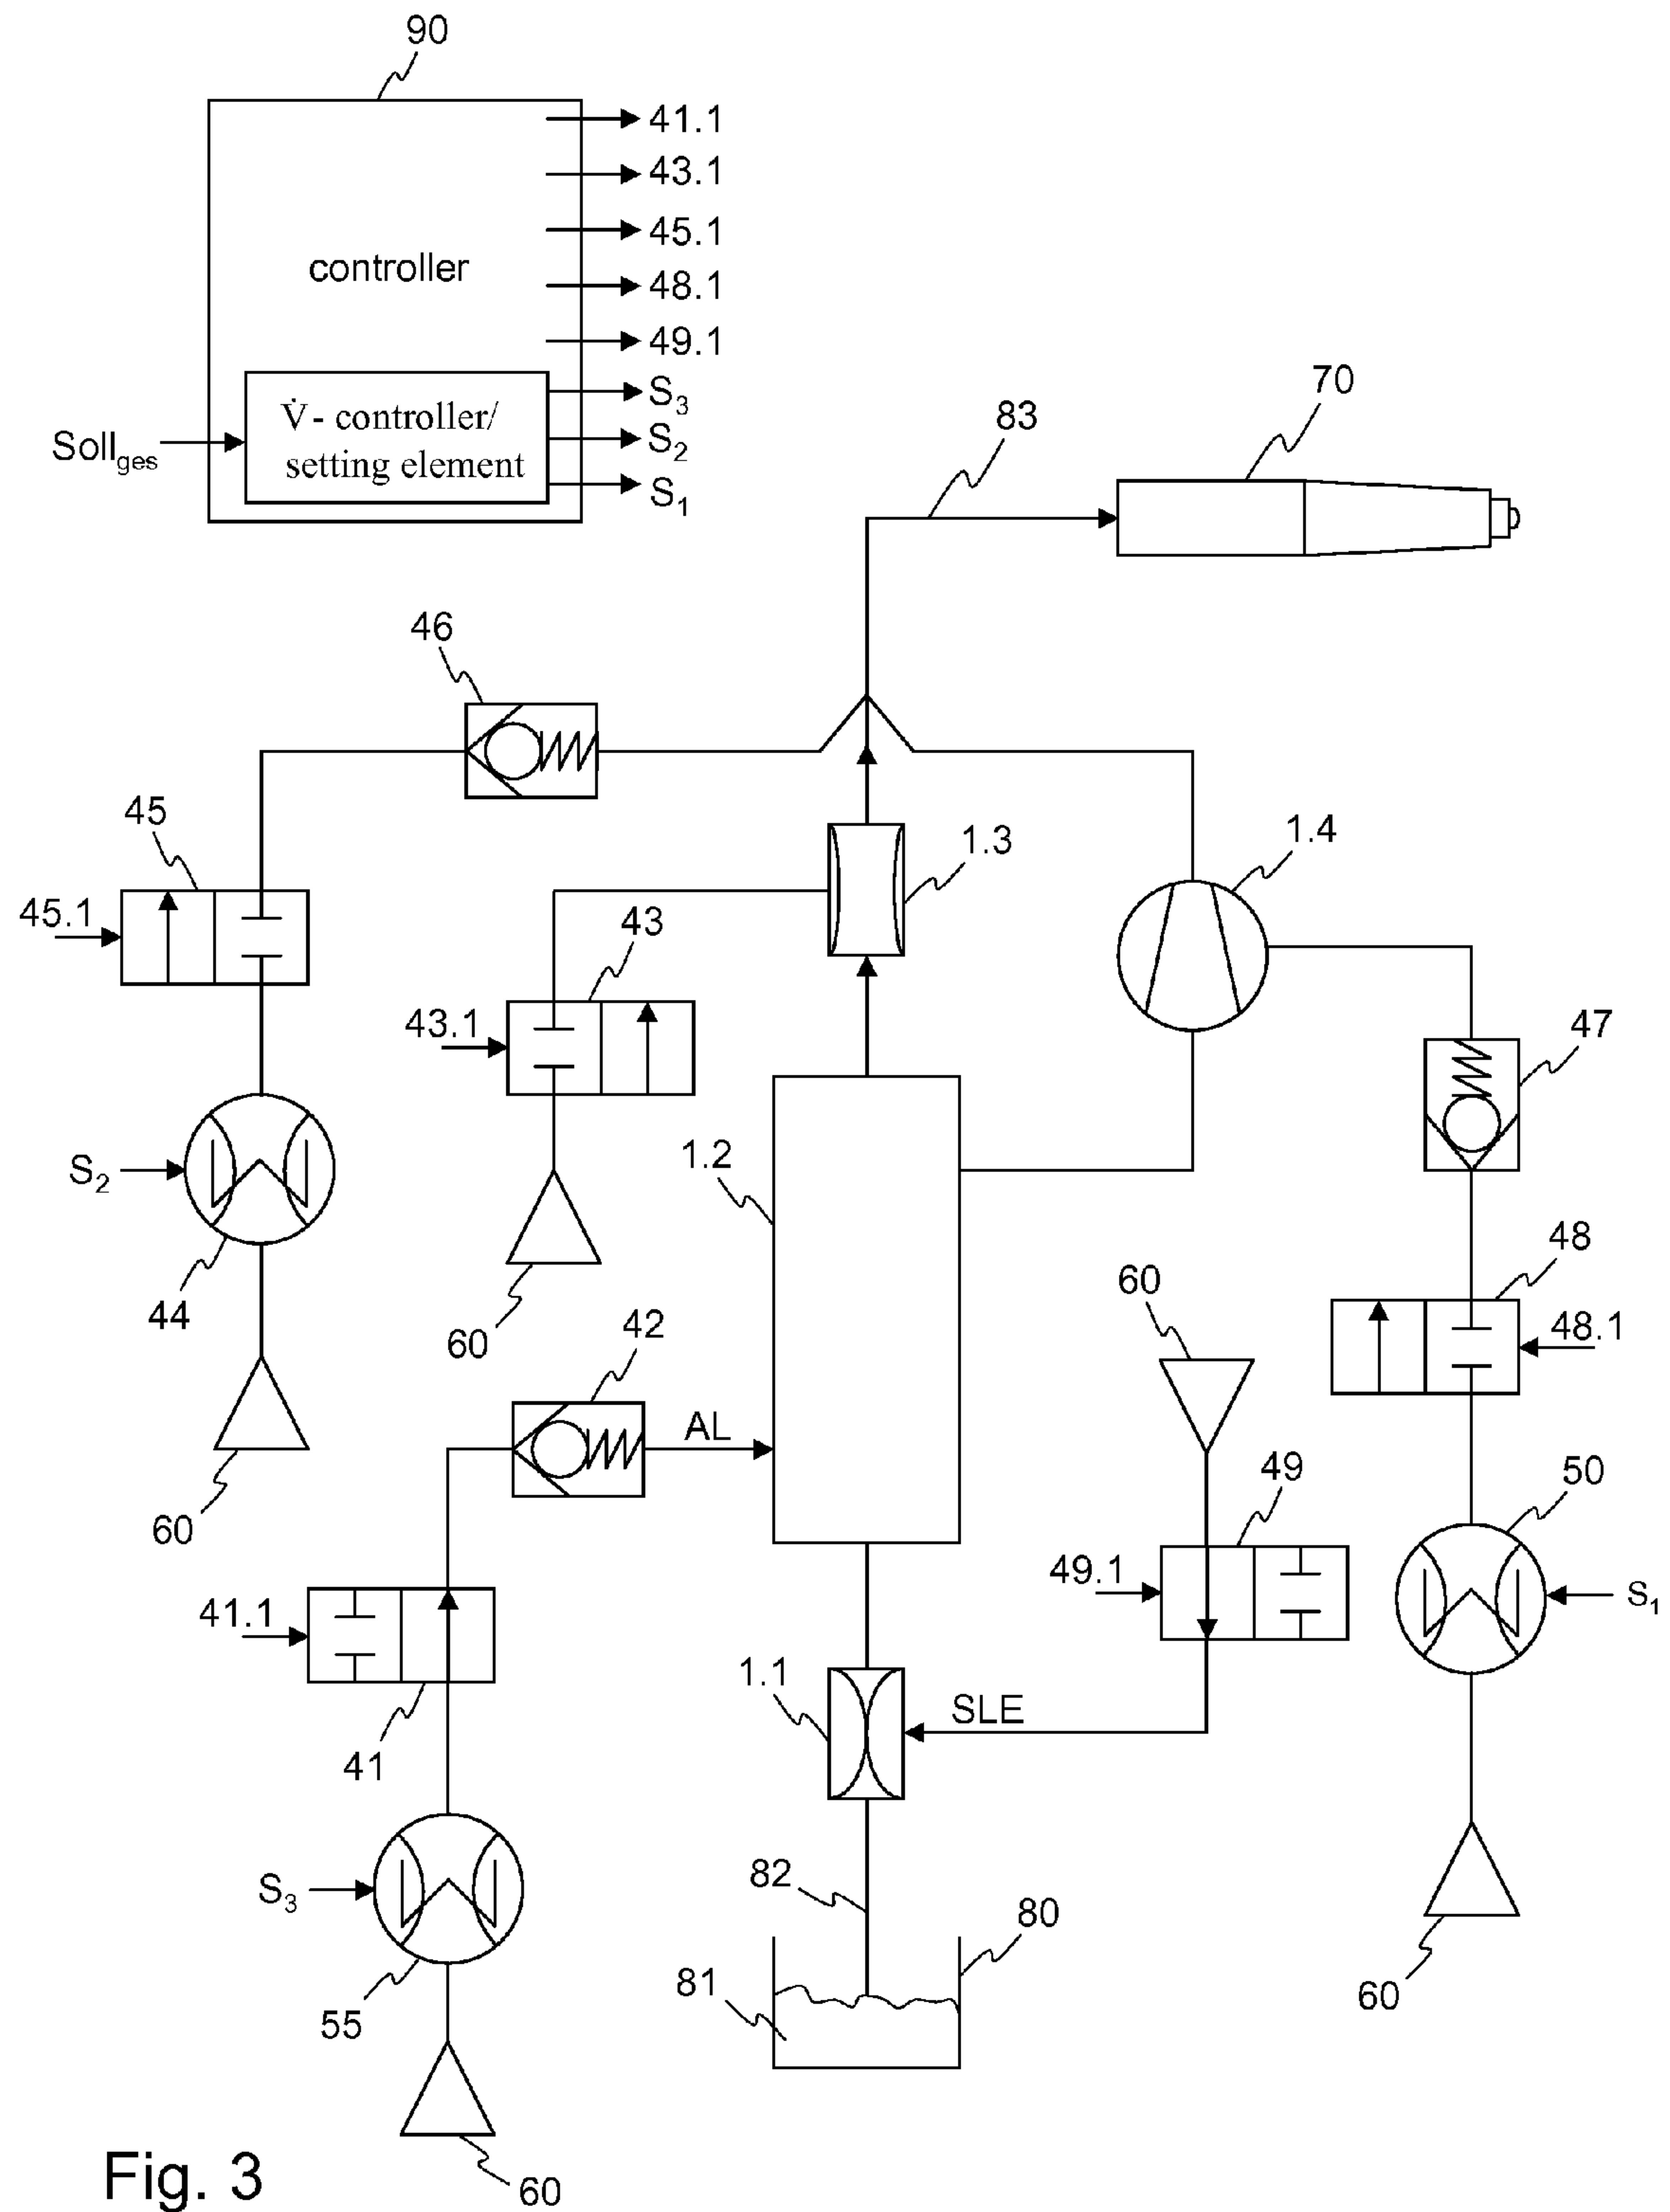 90
41.1
43.1
45.1
controller
48.1
49.1
S3
V̇- controller/
Sollges
S2
setting element
S1
70
83
46
45
1.3
1.4
45.1
43
43.1
47
1.2
S2
48
44
60
42
60
48.1
AL
49
50
60
49.1
S1
41.1
1.1
SLE
41
82
S3
80
81
60
55
Fig. 3
60